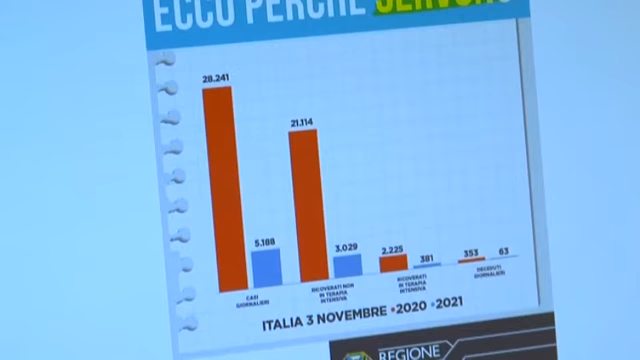 ECCO PERCHÉ SERVONO
28.241
21.114
5.188
3.029
2.225
381
353
63
CASI
GIORNALIERI
RICOVERATI NON
IN TERAPIA
INTENSIVA
RICOVERATI
IN TERAPIA
INTENSIVA
DECEDUTI
GIORNALIERI
ITALIA 3 NOVEMBRE •2020 •2021
REGIONE